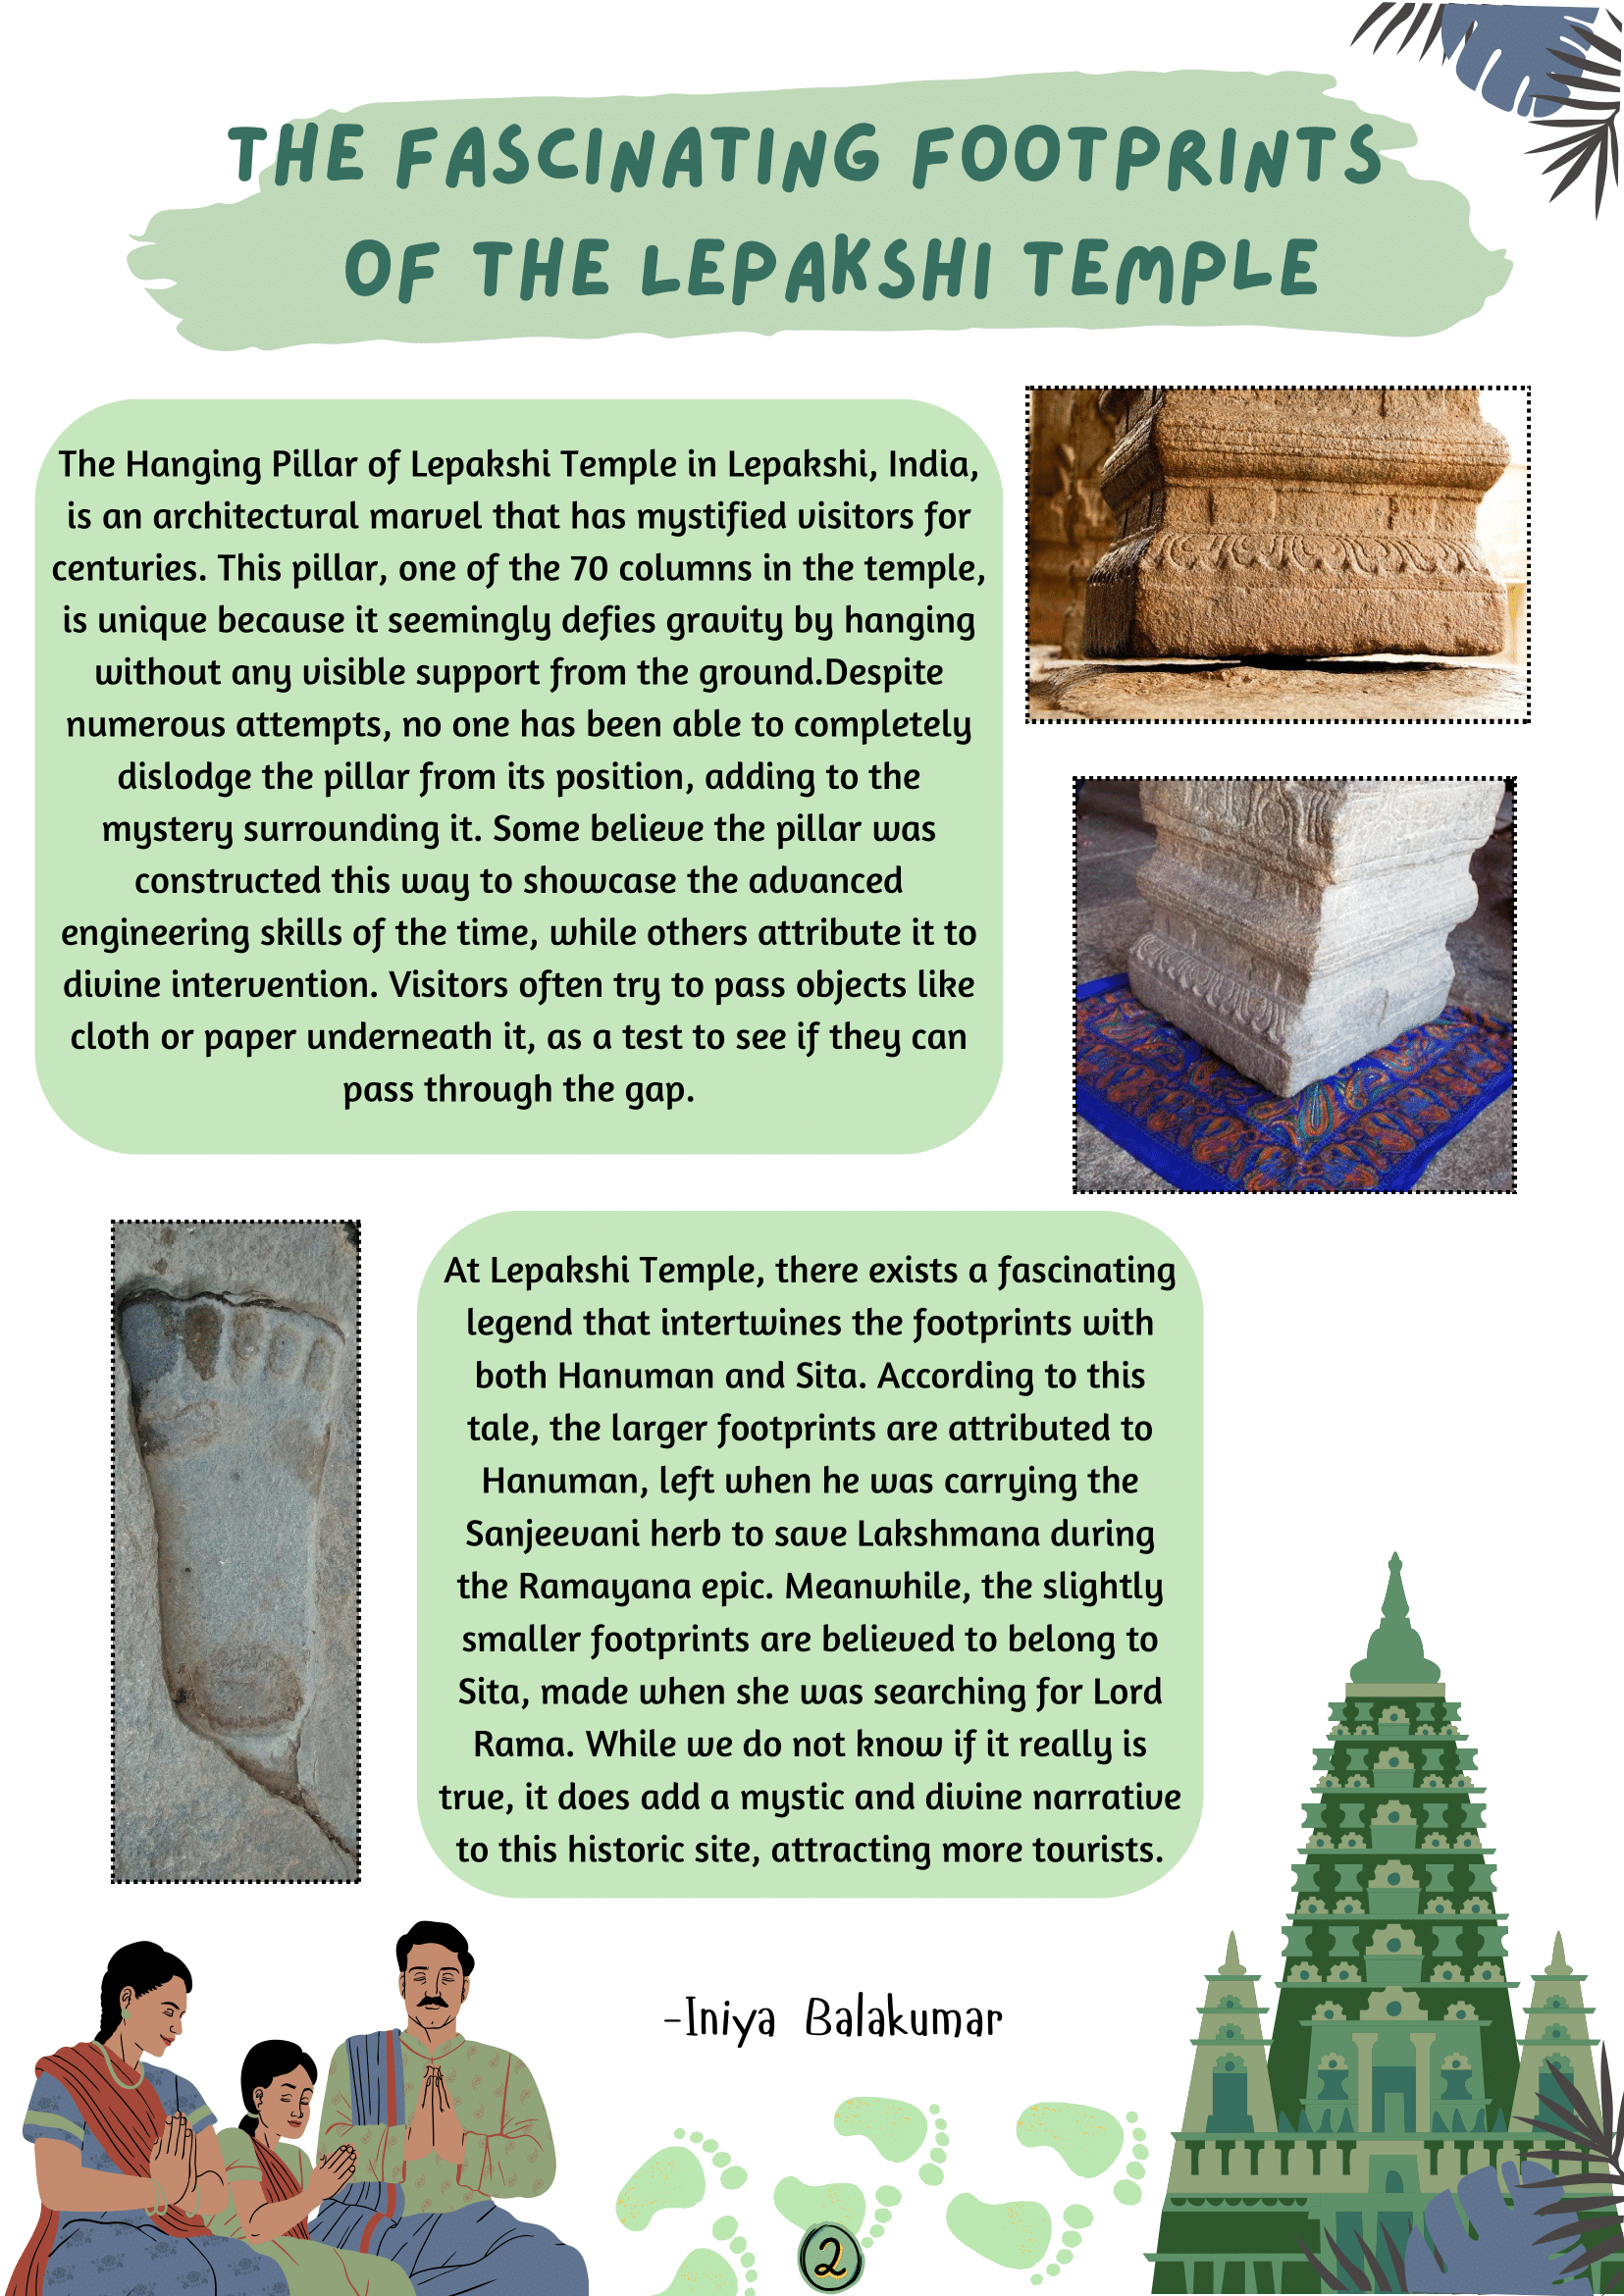 THE FASCINATING FOOTPRINTS
OF THE LEPAKSHI TEMPLE
The Hanging Pillar of Lepakshi Temple in Lepakshi, India,
is an architectural marvel that has mystified visitors for
centuries. This pillar, one of the 70 columns in the temple,
is unique because it seemingly defies gravity by hanging
without any visible support from the ground.Despite
numerous attempts, no one has been able to completely
dislodge the pillar from its position, adding to the
mystery surrounding it. Some believe the pillar was
constructed this way to showcase the advanced
engineering skills of the time, while others attribute it to
divine intervention. Visitors often try to pass objects like
cloth or paper underneath it, as a test to see if they can
pass through the gap.
At Lepakshi Temple, there exists a fascinating
legend that intertwines the footprints with
both Hanuman and Sita. According to this
tale, the larger footprints are attributed to
Hanuman, left when he was carrying the
Sanjeevani herb to save Lakshmana during
the Ramayana epic. Meanwhile, the slightly
smaller footprints are believed to belong to
Sita, made when she was searching for Lord
Rama. While we do not know if it really is
true, it does add a mystic and divine narrative
to this historic site, attracting more tourists.
-Iniya Balakumar
2